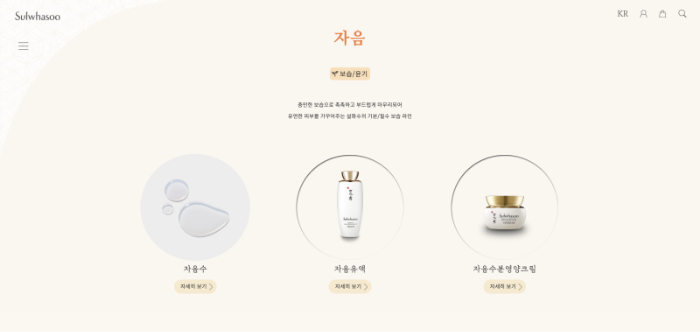 Sulwhasoo
KR
자음
보습/윤기
충만한 보습으로 촉촉하고 부드럽게 마무리되어
유연한 피부를 가꾸어주는 설화수의 기본/필수 보습 라인
Sulwhasoo
Sulwhasoo
자음수
자음유액
자음수분영양크림
자세히 보기
자세히 보기
자세히 보기